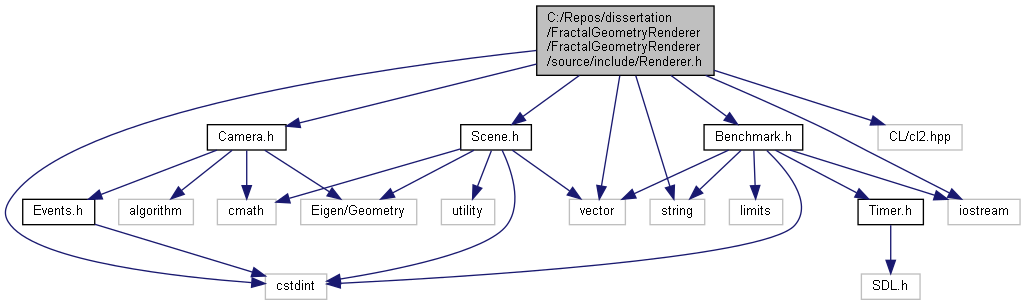 C:/Repos/dissertation
/FractalGeometryRenderer
/FractalGeometryRenderer
/source/include/Renderer.h
Camera.h
Scene.h
Benchmark.h
CL/cl2.hpp
Events.h
algorithm
cmath
Eigen/Geometry
utility
vector
string
limits
Timer.h
iostream
cstdint
SDL.h